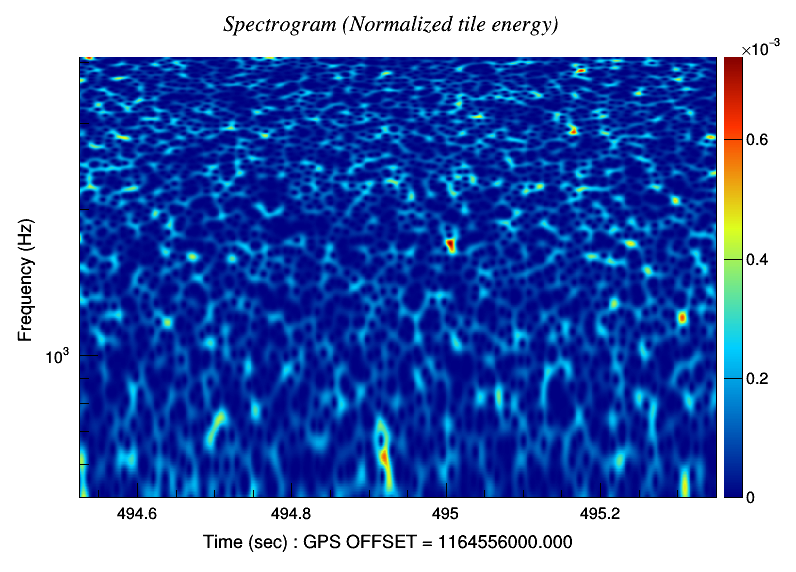 Spectrogram (Normalized tile energy)
×10⁻³
0.6
0.4
0.2
0
Frequency (Hz)
10³
494.6 494.8 495 495.2
Time (sec) : GPS OFFSET = 1164556000.000